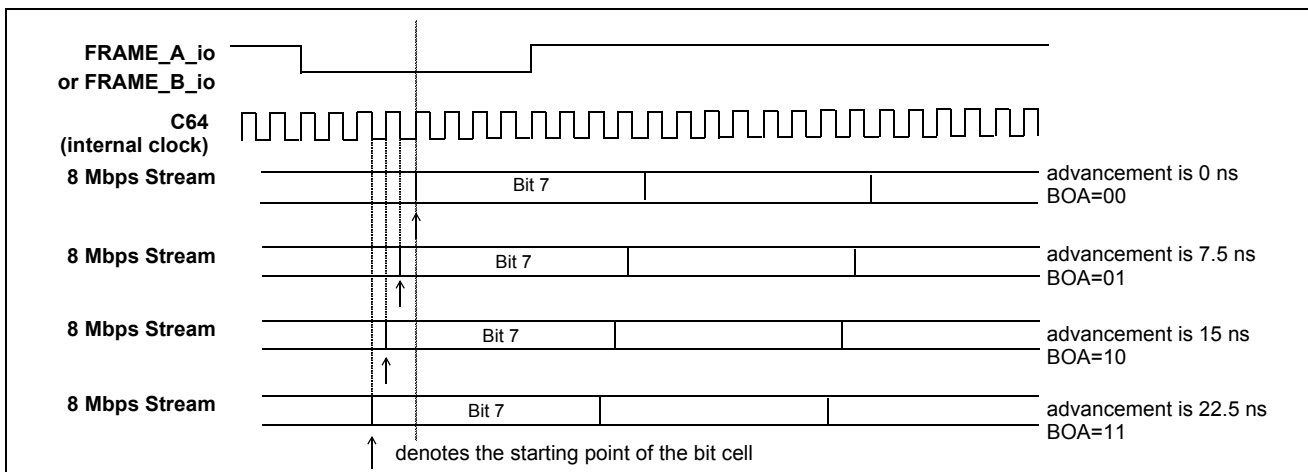 FRAME_A_io
or FRAME_B_io
C64
(internal clock)
8 Mbps Stream
Bit 7
advancement is 0 ns
BOA=00
8 Mbps Stream
Bit 7
advancement is 7.5 ns
BOA=01
8 Mbps Stream
Bit 7
advancement is 15 ns
BOA=10
8 Mbps Stream
Bit 7
advancement is 22.5 ns
BOA=11
denotes the starting point of the bit cell